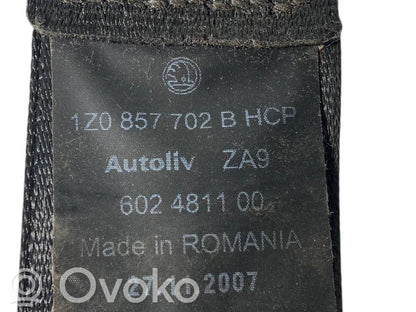 1Z0 857 702 B HCP
Autoliv ZA9
602 4811 00
Made in ROMANIA
2007
Ovoko